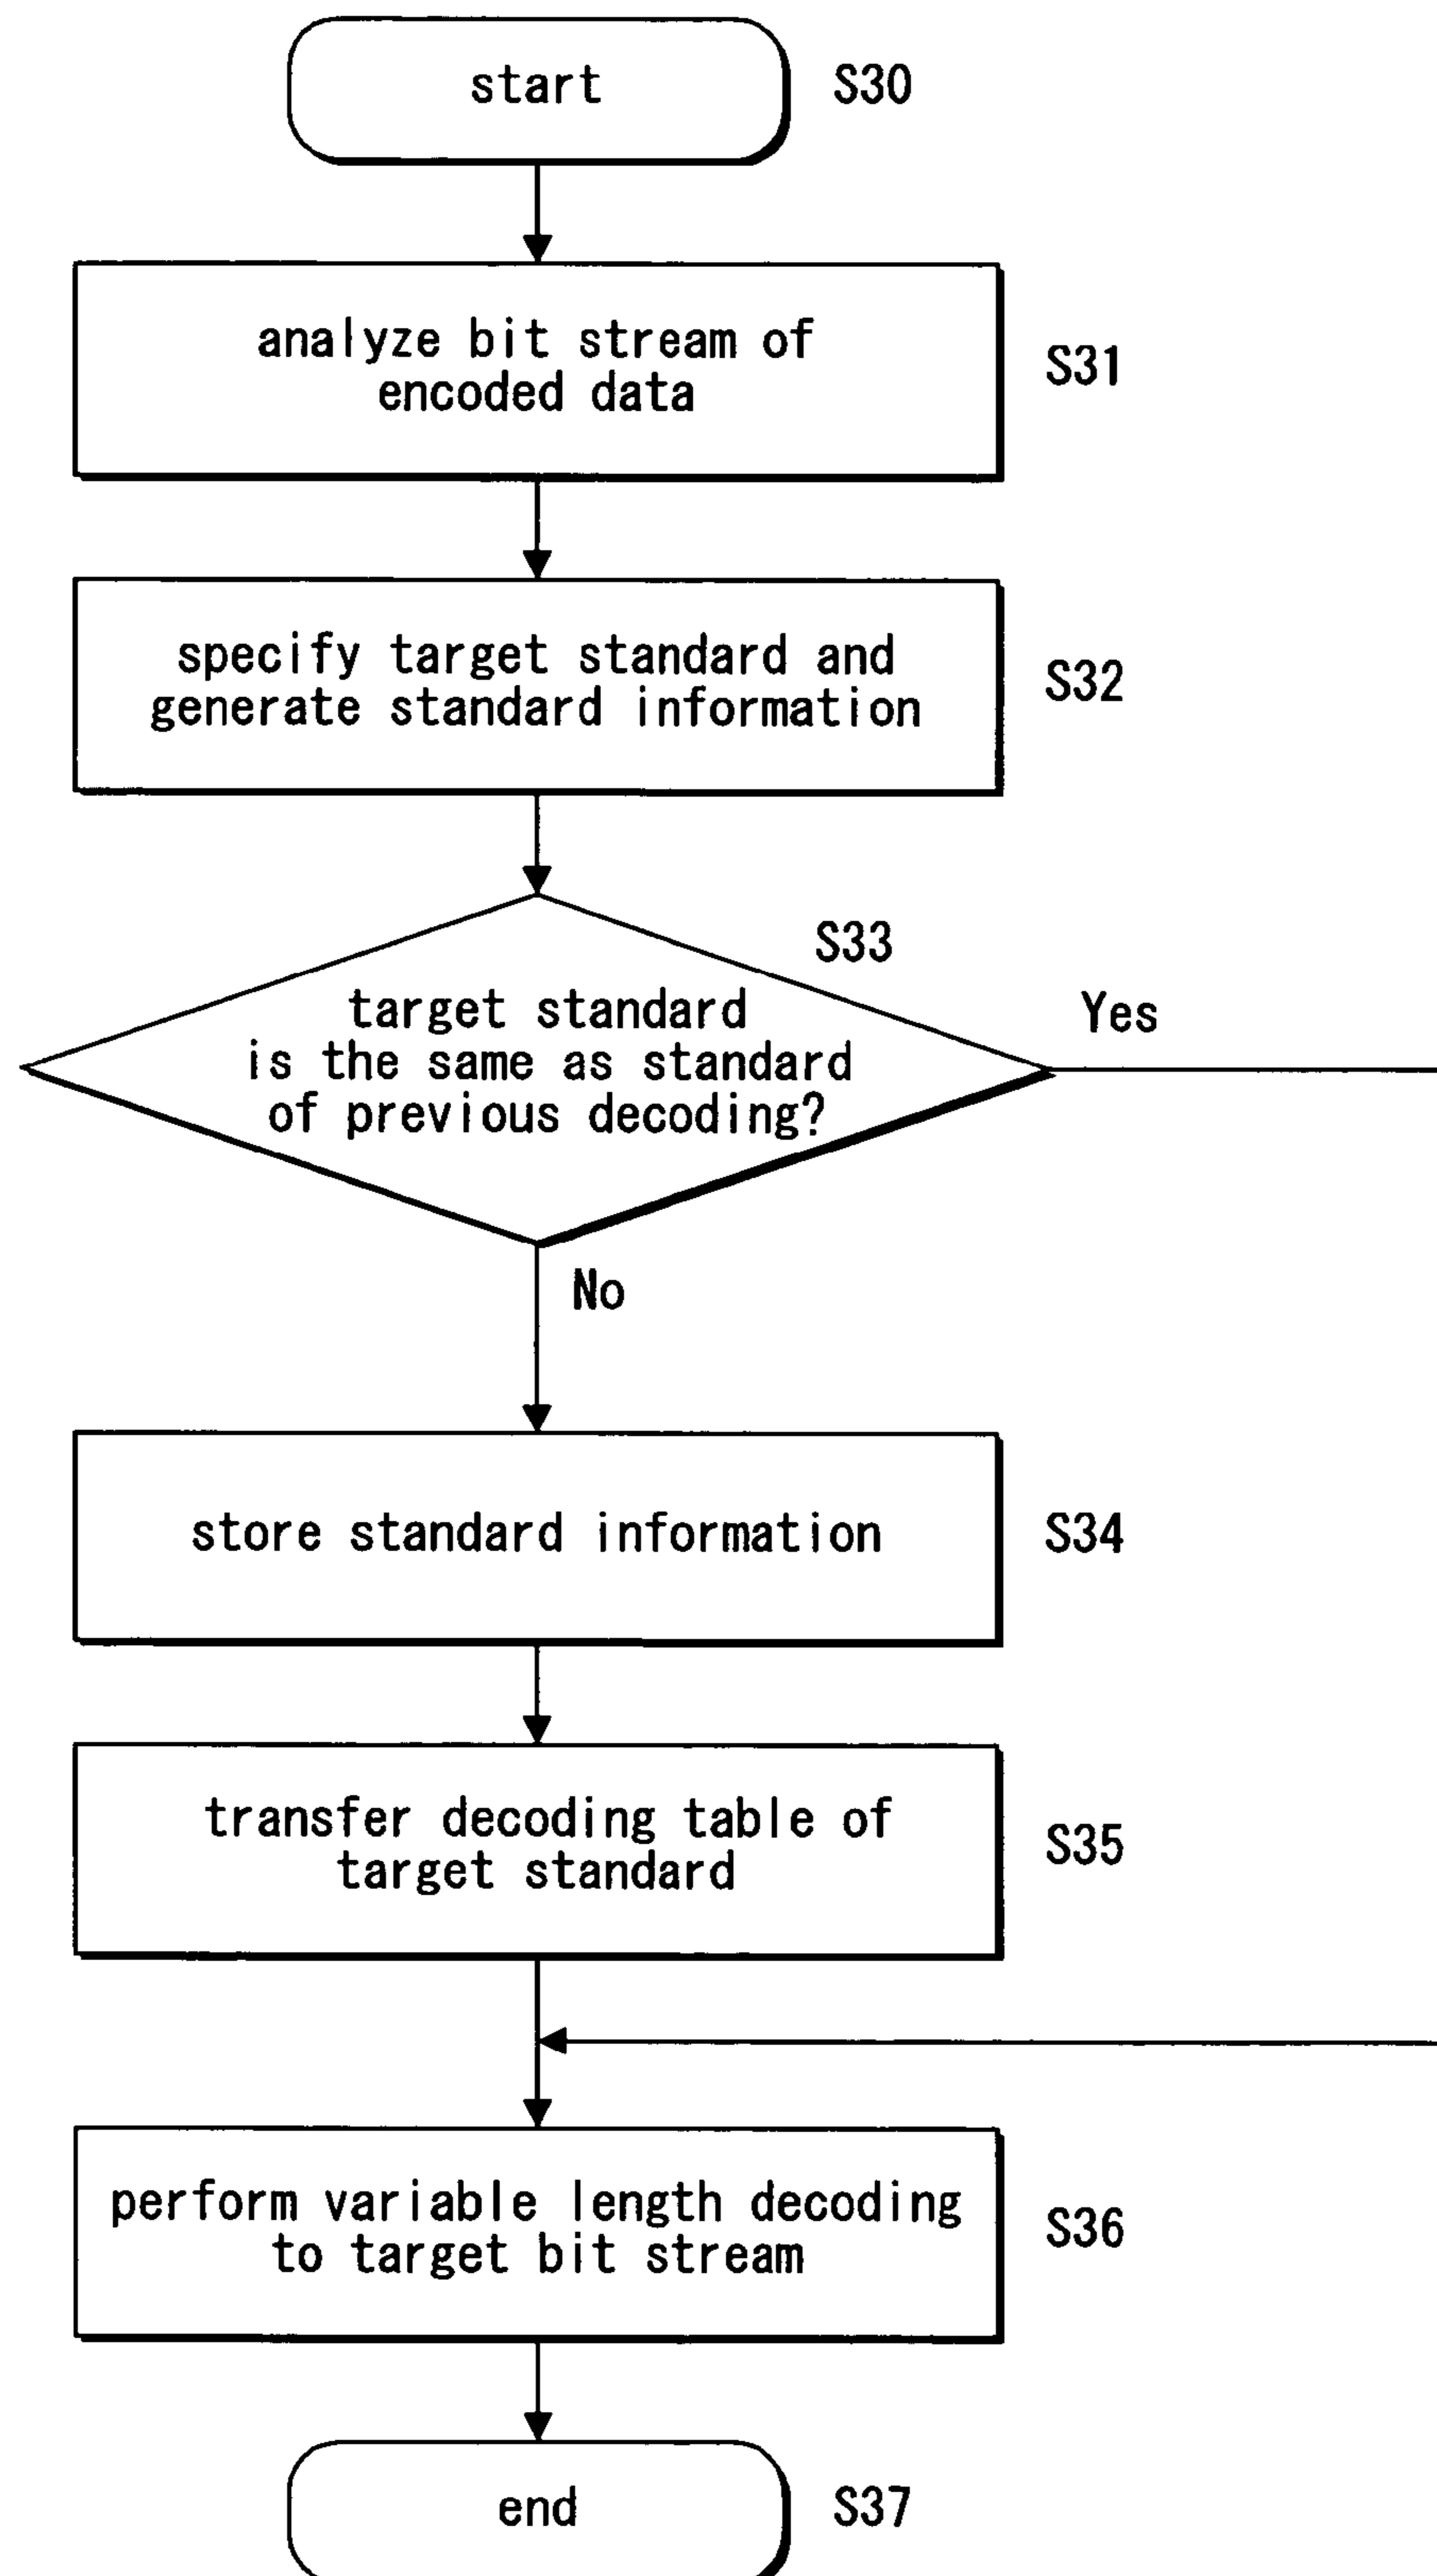 start
S30
analyze bit stream of
encoded data
S31
specify target standard and
generate standard information
S32
S33
target standard
is the same as standard
of previous decoding?
Yes
No
store standard information
S34
transfer decoding table of
target standard
S35
perform variable length decoding
to target bit stream
S36
end
S37